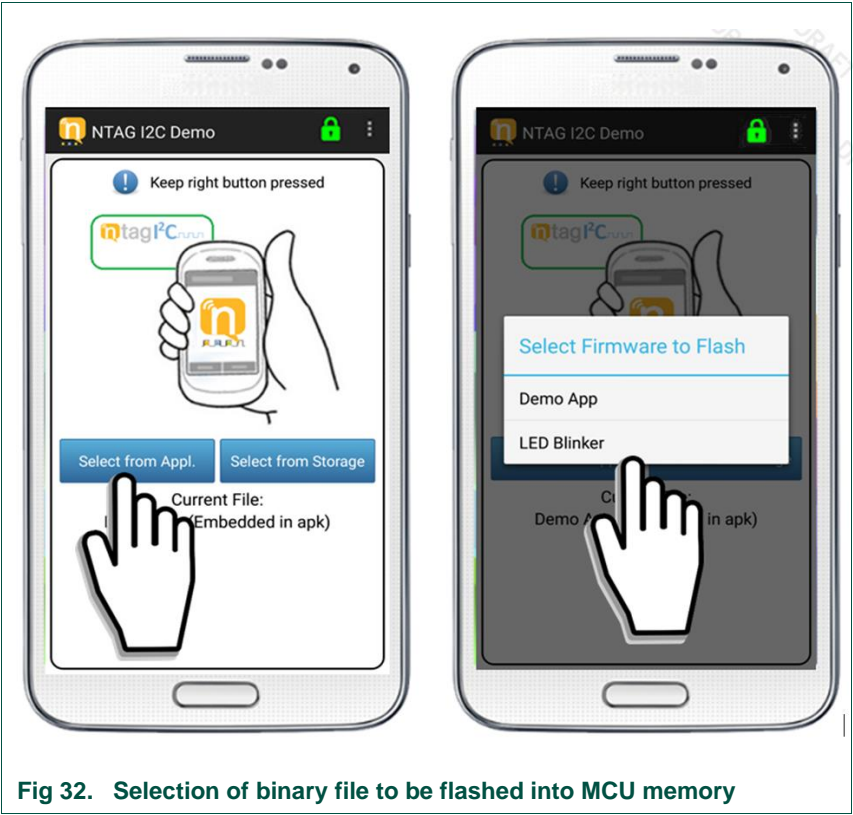 NTAG I2C Demo
Keep right button pressed
ntag I²C
Select from Appl.
Select from Storage
Current File:
(Embedded in apk)
NTAG I2C Demo
Keep right button pressed
ntag I²C
Select Firmware to Flash
Demo App
LED Blinker
Demo
in apk)
Fig 32. Selection of binary file to be flashed into MCU memory